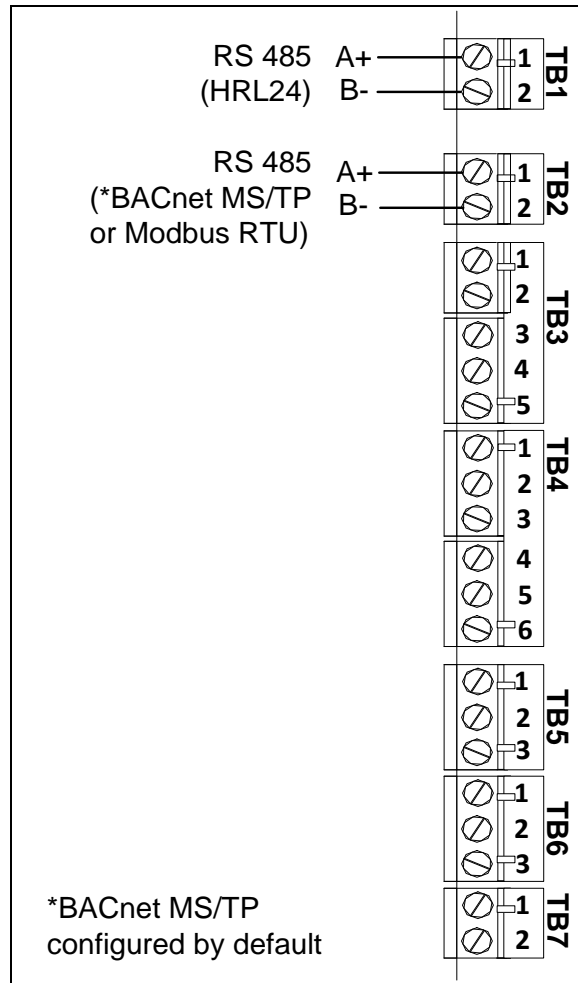 RS 485 A+ 1 TB1
(HRL24) B- 2
RS 485 A+ 1 TB2
(*BACnet MS/TP B- 2
or Modbus RTU)
1 TB3
2
3
4
5
1 TB4
2
3
4
5
6
1 TB5
2
3
1 TB6
2
3
*BACnet MS/TP 1 TB7
configured by default 2